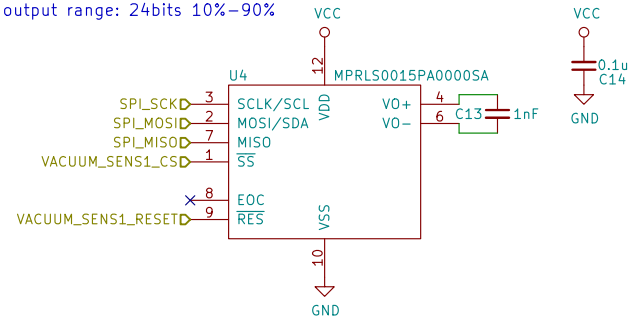 output range: 24bits 10%-90%
VCC
VCC
12
U4
MPRLS0015PA0000SA
0.1u
C14
SPI_SCK 3 SCLK/SCL VDD VO+ 4
SPI_MOSI 2 MOSI/SDA VO- 6 C13 1nF
GND
SPI_MISO 7 MISO
VACUUM_SENS1_CS 1 SS
8 EOC
VACUUM_SENS1_RESET 9 RES
VSS
10
GND